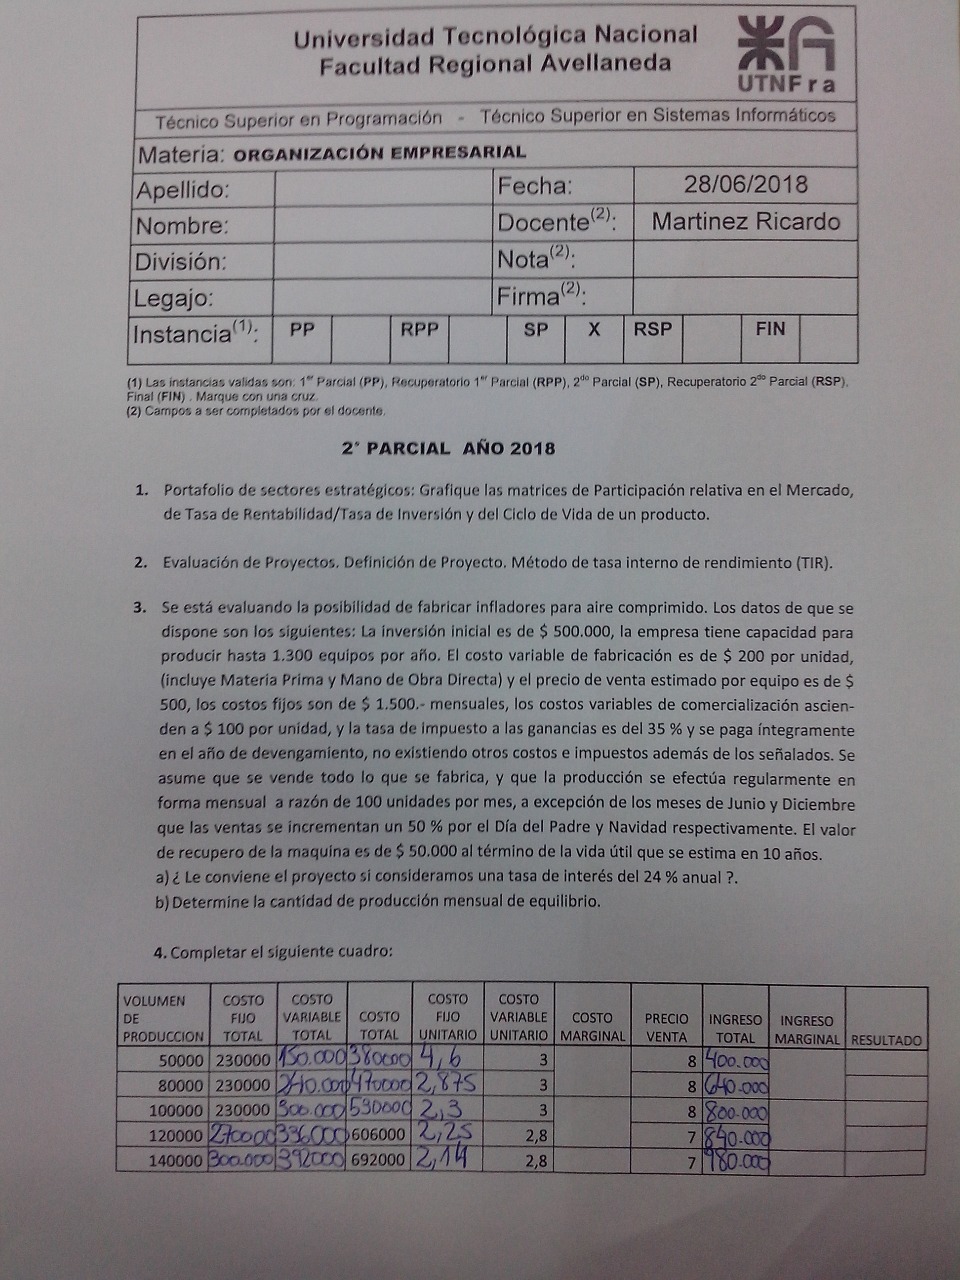 Universidad Tecnológica Nacional
Facultad Regional Avellaneda
UTNFra
Técnico Superior en Programación - Técnico Superior en Sistemas Informáticos
Materia: ORGANIZACIÓN EMPRESARIAL
Apellido: Fecha: 28/06/2018
Nombre: Docente(2): Martinez Ricardo
División: Nota(2):
Legajo: Firma(2):
Instancia(1): PP RPP SP X RSP FIN
(1) Las instancias validas son: 1er Parcial (PP), Recuperatorio 1er Parcial (RPP), 2do Parcial (SP), Recuperatorio 2do Parcial (RSP),
Final (FIN) . Marque con una cruz.
(2) Campos a ser completados por el docente.
2° PARCIAL AÑO 2018
1. Portafolio de sectores estratégicos: Grafique las matrices de Participación relativa en el Mercado,
de Tasa de Rentabilidad/Tasa de Inversión y del Ciclo de Vida de un producto.
2. Evaluación de Proyectos. Definición de Proyecto. Método de tasa interno de rendimiento (TIR).
3. Se está evaluando la posibilidad de fabricar infladores para aire comprimido. Los datos de que se
dispone son los siguientes: La inversión inicial es de $ 500.000, la empresa tiene capacidad para
producir hasta 1.300 equipos por año. El costo variable de fabricación es de $ 200 por unidad,
(incluye Materia Prima y Mano de Obra Directa) y el precio de venta estimado por equipo es de $
500, los costos fijos son de $ 1.500.- mensuales, los costos variables de comercialización ascien-
den a $ 100 por unidad, y la tasa de impuesto a las ganancias es del 35 % y se paga íntegramente
en el año de devengamiento, no existiendo otros costos e impuestos además de los señalados. Se
asume que se vende todo lo que se fabrica, y que la producción se efectúa regularmente en
forma mensual a razón de 100 unidades por mes, a excepción de los meses de Junio y Diciembre
que las ventas se incrementan un 50 % por el Día del Padre y Navidad respectivamente. El valor
de recupero de la maquina es de $ 50.000 al término de la vida útil que se estima en 10 años.
a) ¿ Le conviene el proyecto si consideramos una tasa de interés del 24 % anual ?.
b) Determine la cantidad de producción mensual de equilibrio.
4. Completar el siguiente cuadro:
VOLUMEN DE PRODUCCION COSTO FIJO TOTAL COSTO VARIABLE TOTAL COSTO TOTAL COSTO FIJO UNITARIO COSTO VARIABLE UNITARIO COSTO MARGINAL PRECIO VENTA INGRESO TOTAL INGRESO MARGINAL RESULTADO
50000 230000 150.000 380000 4,6 3 8 400.000
80000 230000 240.000 470000 2,875 3 8 640.000
100000 230000 300.000 530000 2,3 3 8 800.000
120000 270000 336000 606000 2,25 2,8 7 840.000
140000 300.000 392000 692000 2,14 2,8 7 980.000